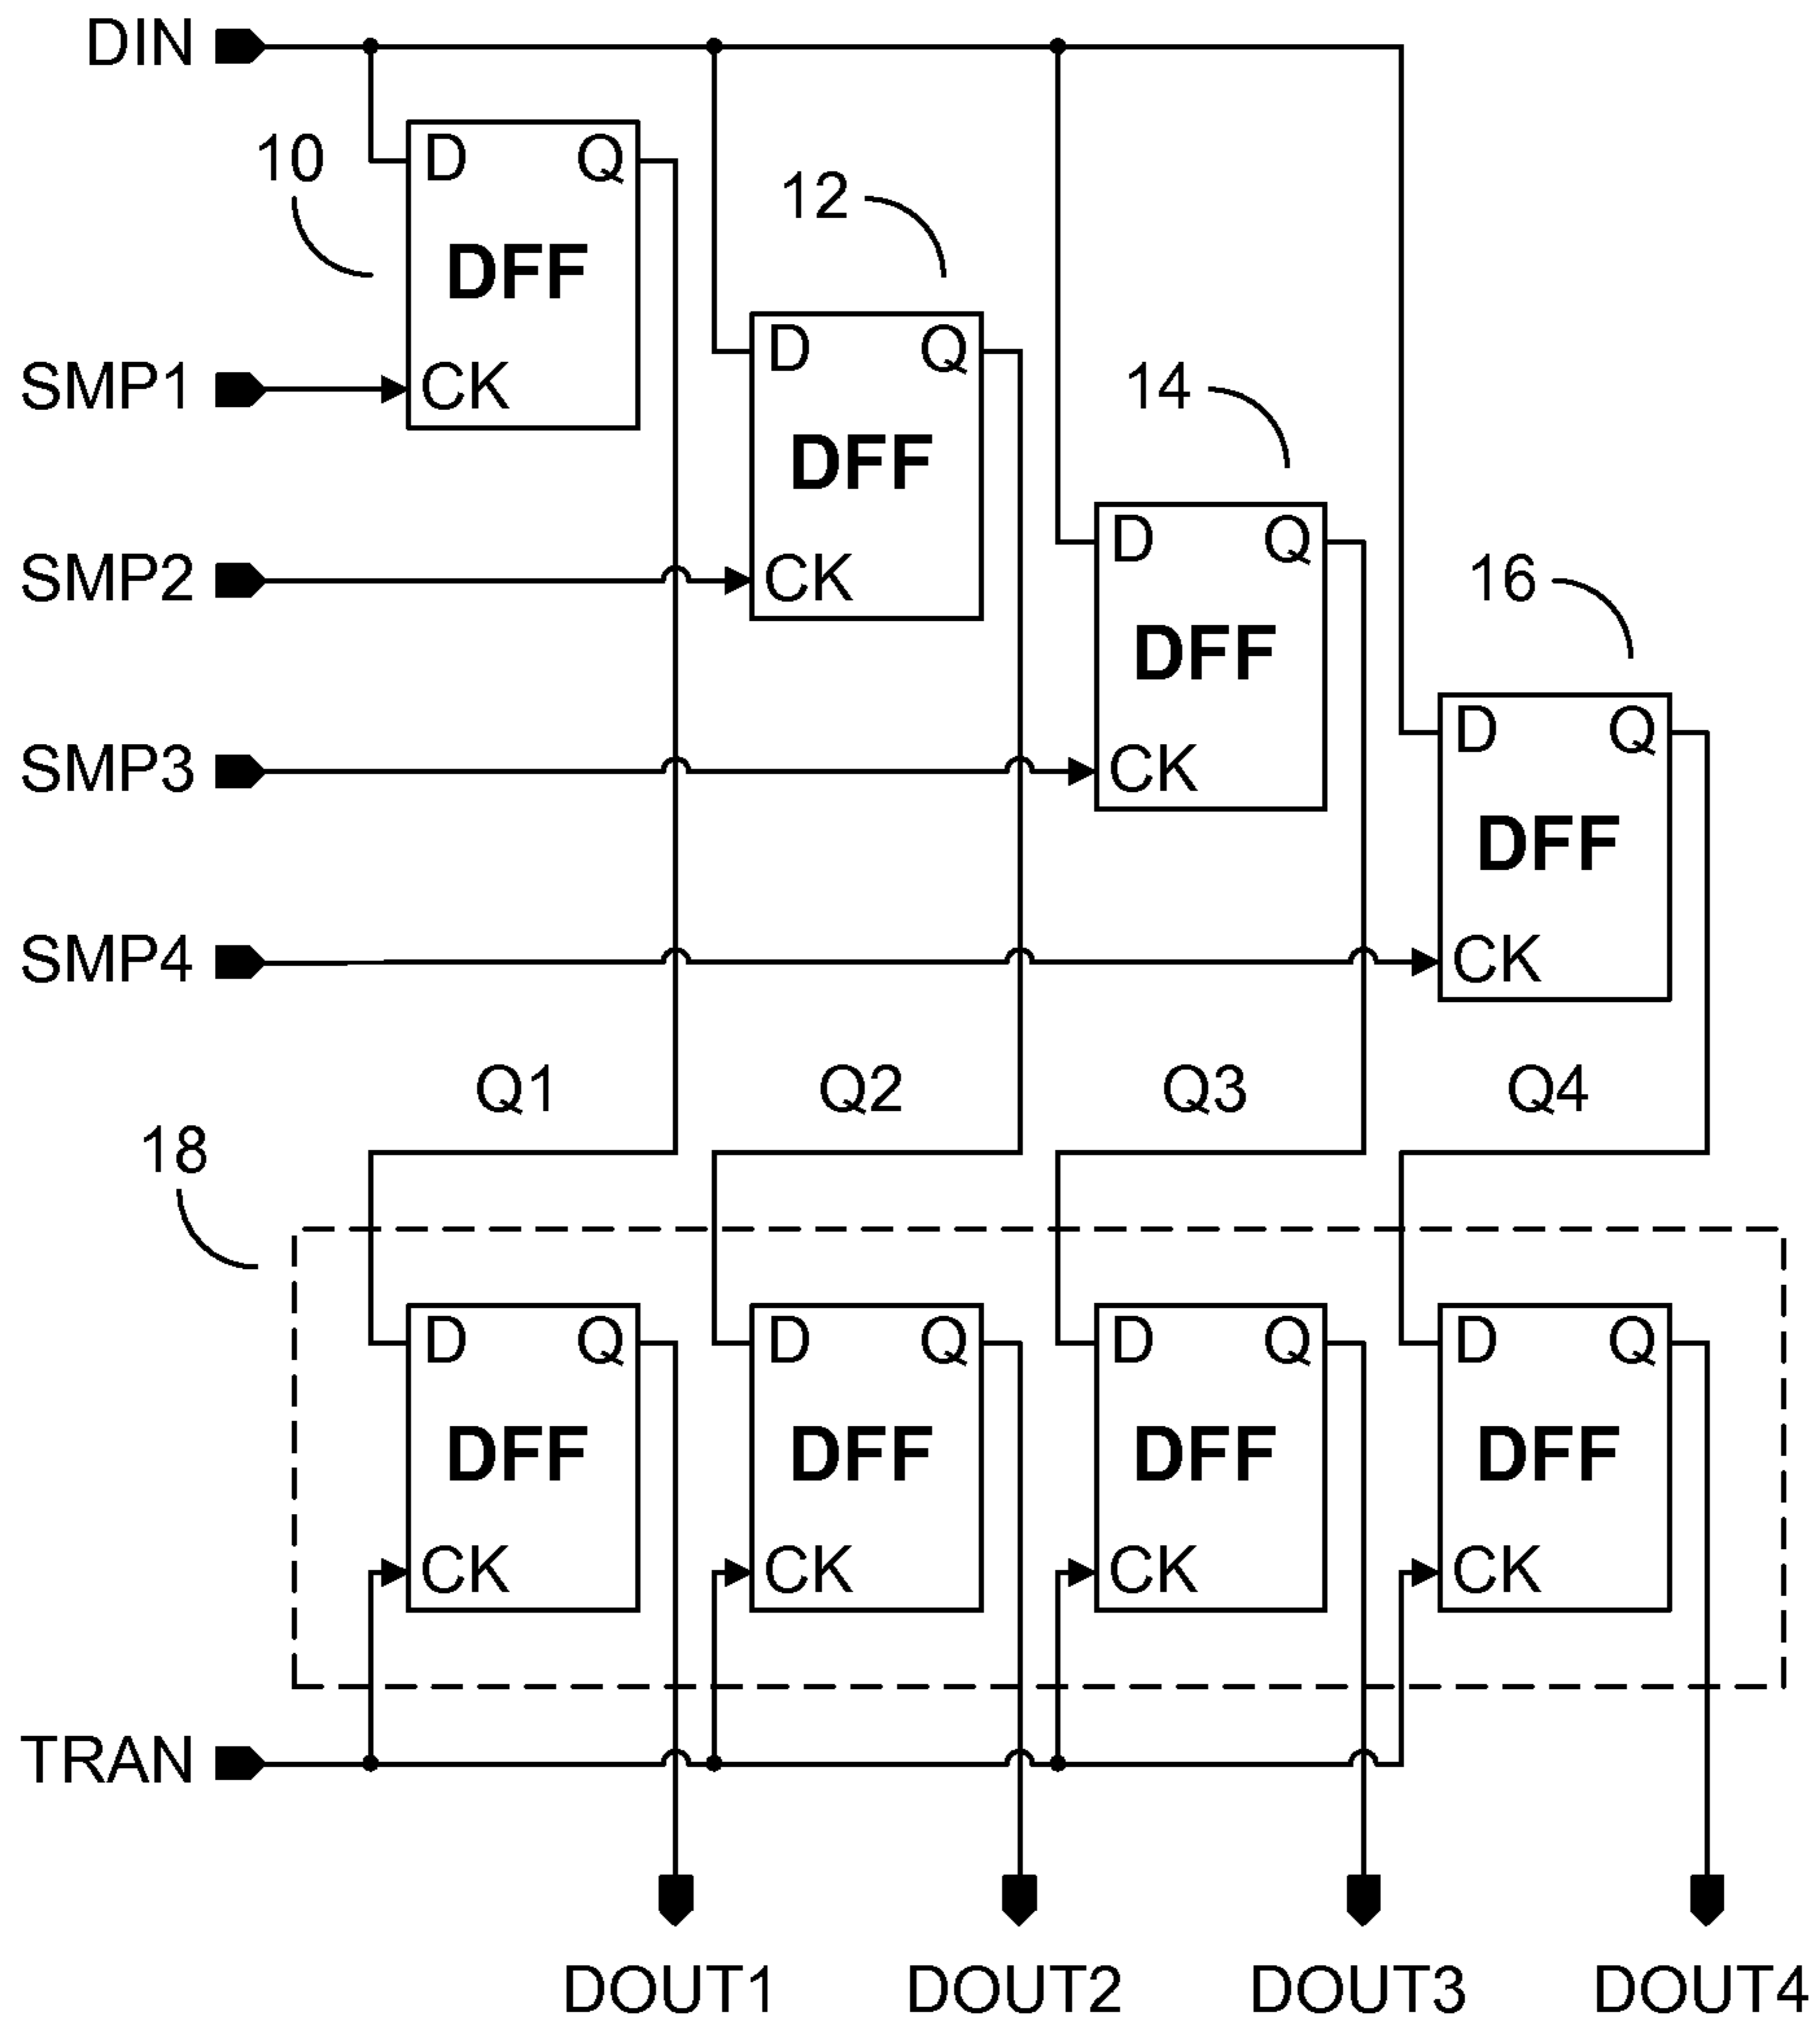 DIN
10
D Q
DFF
CK
SMP1
12
D Q
DFF
CK
SMP2
14
D Q
DFF
CK
SMP3
16
D Q
DFF
CK
SMP4
Q1 Q2 Q3 Q4
18
D Q D Q D Q D Q
DFF DFF DFF DFF
CK CK CK CK
TRAN
DOUT1 DOUT2 DOUT3 DOUT4